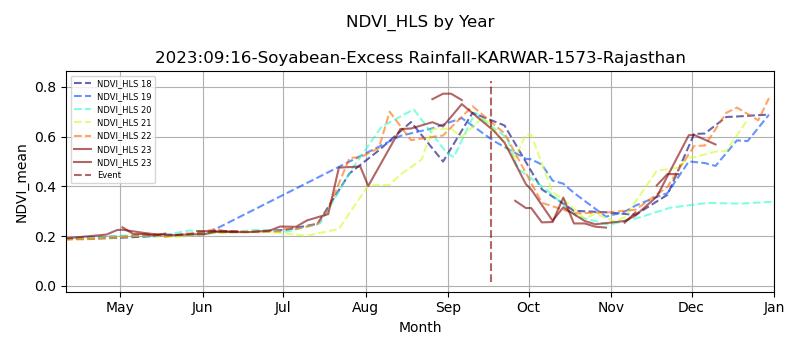 NDVI_HLS by Year
2023:09:16-Soyabean-Excess Rainfall-KARWAR-1573-Rajasthan
NDVI_mean
0.8
0.6
0.4
0.2
0.0
NDVI_HLS 18
NDVI_HLS 19
NDVI_HLS 20
NDVI_HLS 21
NDVI_HLS 22
NDVI_HLS 23
NDVI_HLS 23
Event
May Jun Jul Aug Sep Oct Nov Dec Jan
Month